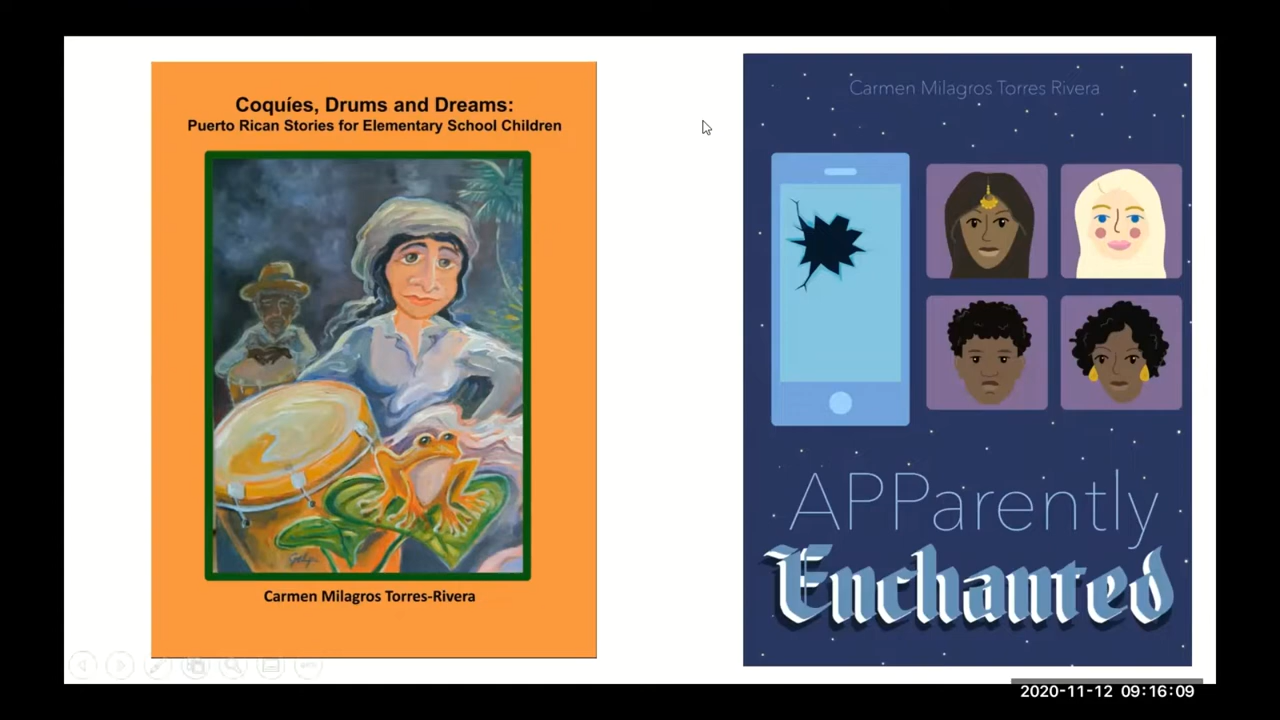 Coquíes, Drums and Dreams:
Puerto Rican Stories for Elementary School Children
Carmen Milagros Torres-Rivera
Carmen Milagros Torres Rivera
APParently
Enchanted
2020-11-12 09:16:09